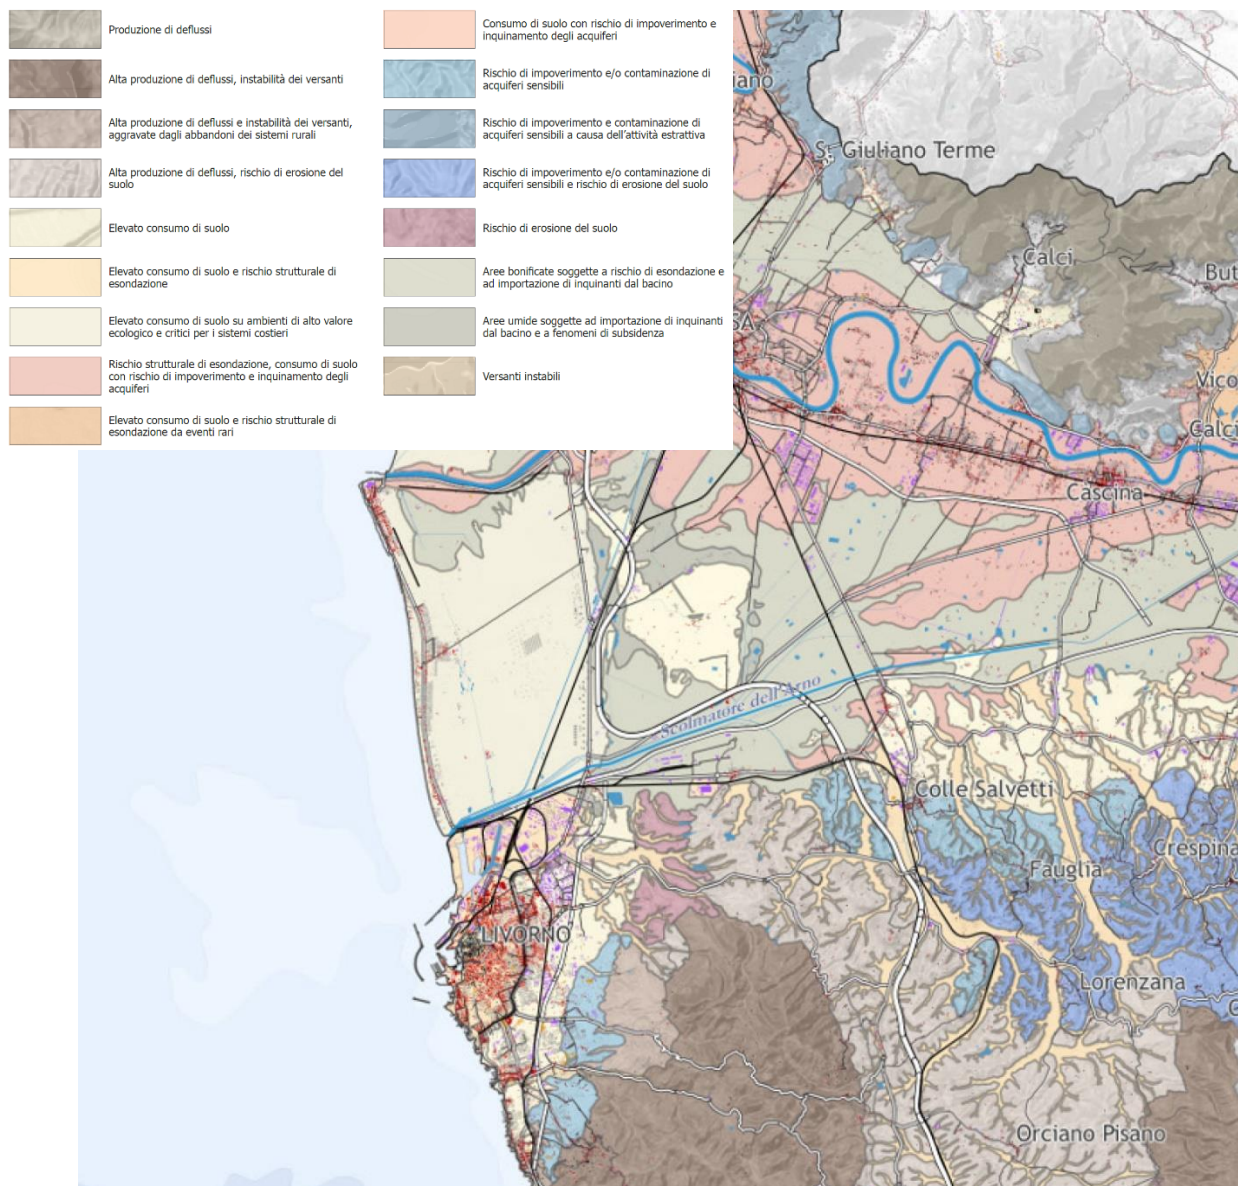 Produzione di deflussi
Alta produzione di deflussi, instabilità dei versanti
Alta produzione di deflussi e instabilità dei versanti,
aggravate dagli abbandoni dei sistemi rurali
Alta produzione di deflussi, rischio di erosione del
suolo
Elevato consumo di suolo
Elevato consumo di suolo e rischio strutturale di
esondazione
Elevato consumo di suolo su ambienti di alto valore
ecologico e critici per i sistemi costieri
Rischio strutturale di esondazione, consumo di suolo
con rischio di impoverimento e inquinamento degli
acquiferi
Elevato consumo di suolo e rischio strutturale di
esondazione da eventi rari
Consumo di suolo con rischio di impoverimento e
inquinamento degli acquiferi
Rischio di impoverimento e/o contaminazione di
acquiferi sensibili
Rischio di impoverimento e contaminazione di
acquiferi sensibili a causa dell'attività estrattiva
Rischio di impoverimento e/o contaminazione di
acquiferi sensibili e rischio di erosione del suolo
Rischio di erosione del suolo
Aree bonificate soggette a rischio di esondazione e
ad importazione di inquinanti dal bacino
Aree umide soggette ad importazione di inquinanti
dal bacino e a fenomeni di subsidenza
Versanti instabili
iano
S. Giuliano Terme
Calci
But
SA
Vico
Calci
Cascina
Scolmatore dell'Arno
Colle Salvetti
Crespina
Fauglia
LIVORNO
Lorenzana
Orciano Pisano